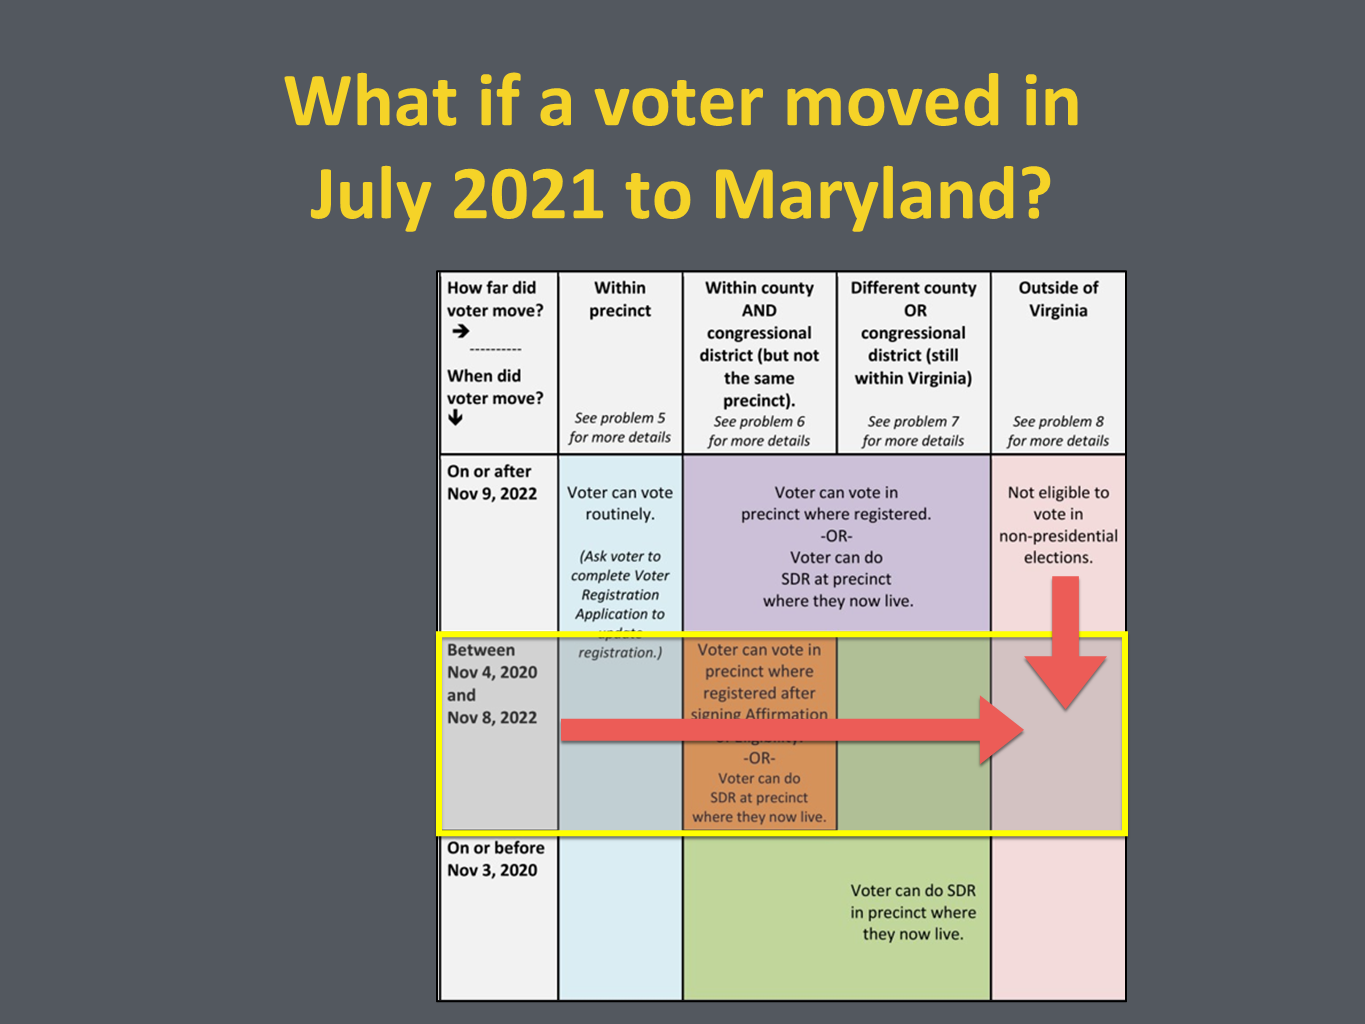 What if a voter moved in
July 2021 to Maryland?
How far did
voter move?
➔
----------
When did
voter move?
🡻
Within
precinct
See problem 5
for more details
Within county
AND
congressional
district (but not
the same
precinct).
See problem 6
for more details
Different county
OR
congressional
district (still
within Virginia)
See problem 7
for more details
Outside of
Virginia
See problem 8
for more details
On or after
Nov 9, 2022
Voter can vote
routinely.
(Ask voter to
complete Voter
Registration
Application to
update
registration.)
Voter can vote in
precinct where registered.
-OR-
Voter can do
SDR at precinct
where they now live.
Not eligible to
vote in
non-presidential
elections.
Between
Nov 4, 2020
and
Nov 8, 2022
Voter can vote in
precinct where
registered after
signing Affirmation
of Eligibility.
-OR-
Voter can do
SDR at precinct
where they now live.
On or before
Nov 3, 2020
Voter can do SDR
in precinct where
they now live.